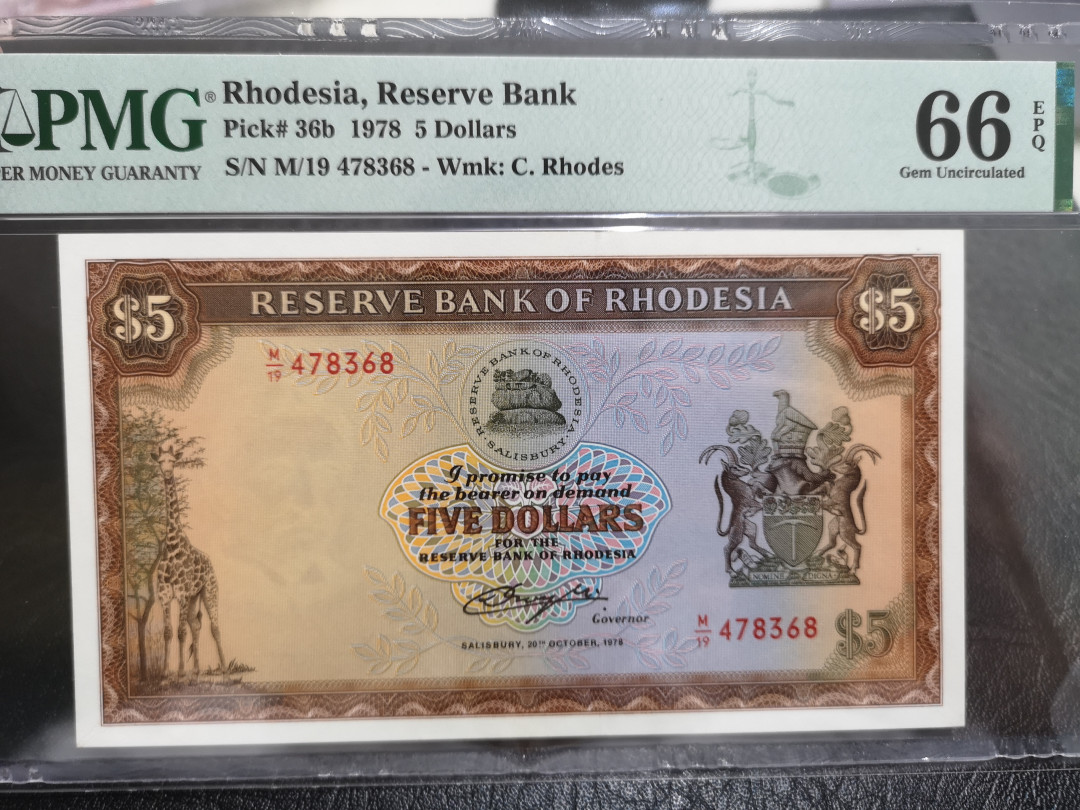 PMG®
ER MONEY GUARANTY
Rhodesia, Reserve Bank
Pick# 36b 1978 5 Dollars
S/N M/19 478368 - Wmk: C. Rhodes
66
EPQ
Gem Uncirculated
$5
RESERVE BANK OF RHODESIA
$5
M/19 478368
RESERVE BANK OF RHODESIA
· SALISBURY ·
I promise to pay
the bearer on demand
FIVE DOLLARS
FOR THE
RESERVE BANK OF RHODESIA
Governor
SALISBURY, 20TH OCTOBER, 1978
M/19 478368
$5